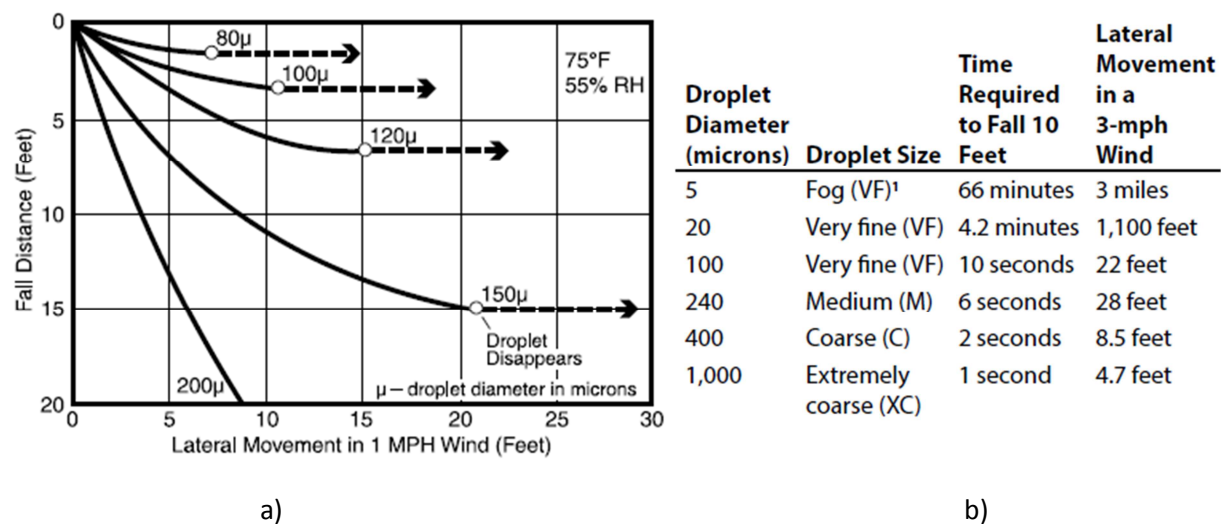 0
5
10
15
20
Fall Distance (Feet)
80µ
100µ
120µ
150µ
200µ
75°F
55% RH
Droplet
Disappears
µ – droplet diameter in microns
0 5 10 15 20 25 30
Lateral Movement in 1 MPH Wind (Feet)
a)
Droplet
Diameter
(microns)
Droplet Size
Time
Required
to Fall 10
Feet
Lateral
Movement
in a
3-mph
Wind
5 Fog (VF)¹ 66 minutes 3 miles
20 Very fine (VF) 4.2 minutes 1,100 feet
100 Very fine (VF) 10 seconds 22 feet
240 Medium (M) 6 seconds 28 feet
400 Coarse (C) 2 seconds 8.5 feet
1,000 Extremely 1 second 4.7 feet
coarse (XC)
b)